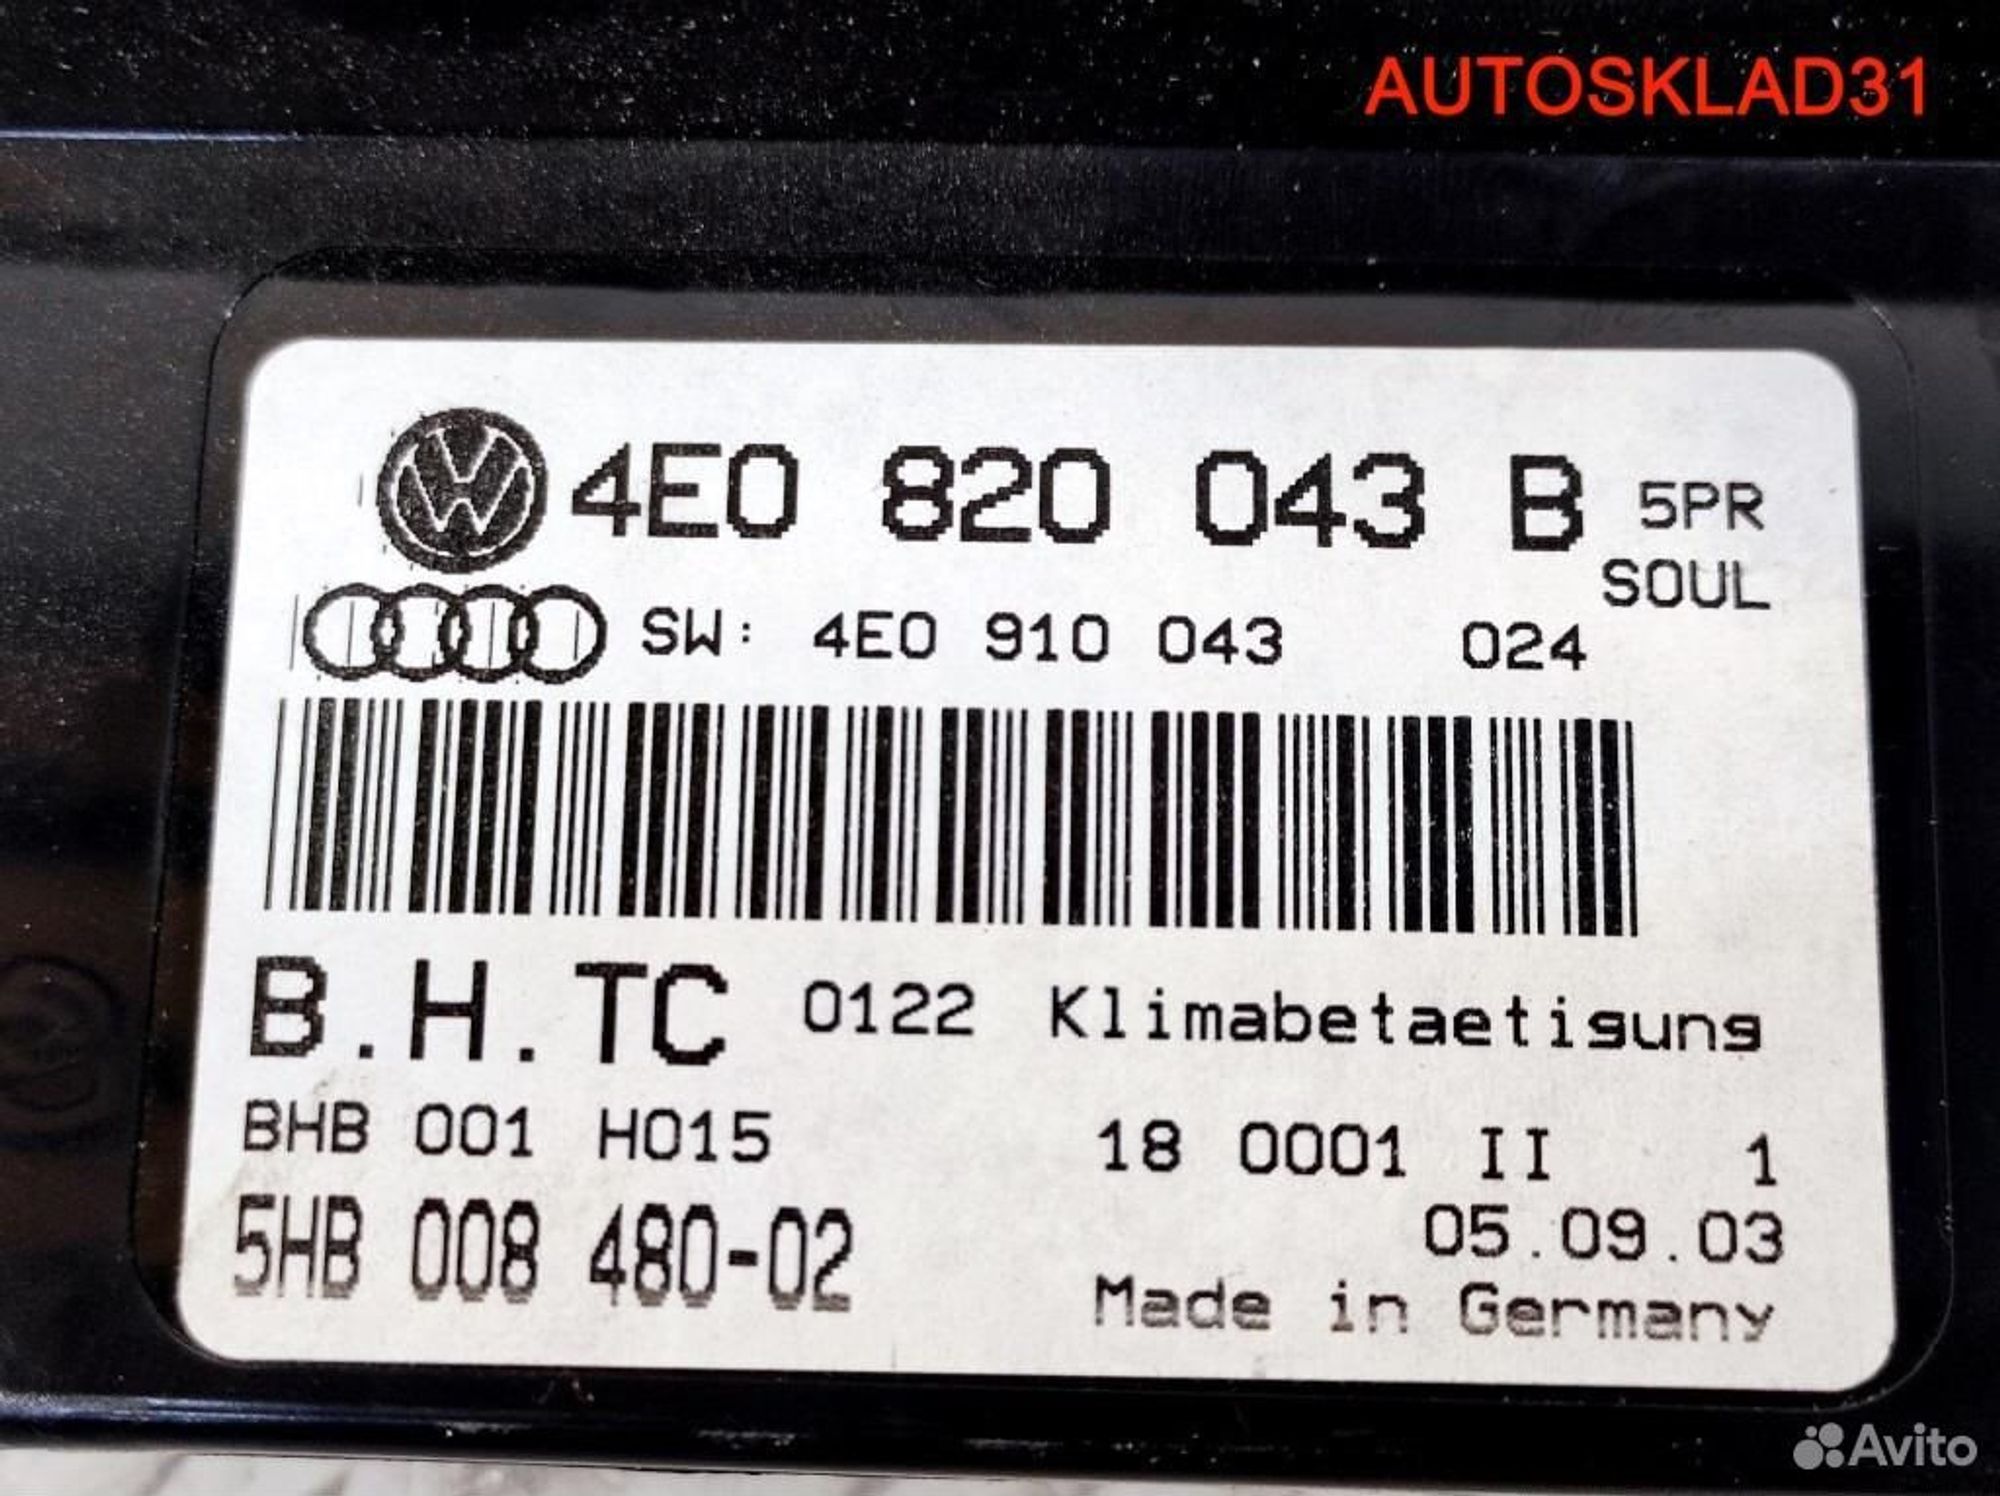 AUTOSKLAD31
4E0 820 043 B 5PR
SOUL
SW: 4E0 910 043 024
B.H.TC 0122 Klimabetaetigung
BHB 001 H015 18 0001 II 1
5HB 008 480-02 05.09.03
Made in Germany
Avito